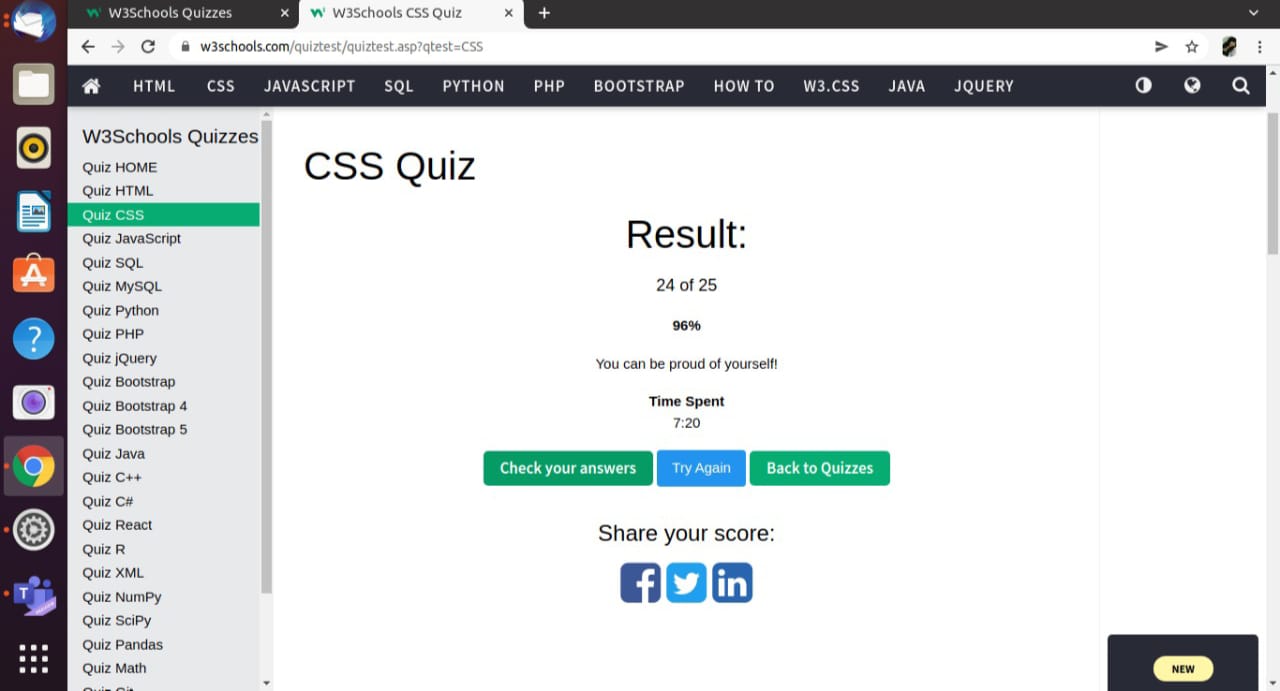 W3Schools Quizzes
W3Schools CSS Quiz
w3schools.com/quiztest/quiztest.asp?qtest=CSS
HTML CSS JAVASCRIPT SQL PYTHON PHP BOOTSTRAP HOW TO W3.CSS JAVA JQUERY
W3Schools Quizzes
Quiz HOME
Quiz HTML
Quiz CSS
Quiz JavaScript
Quiz SQL
Quiz MySQL
Quiz Python
Quiz PHP
Quiz jQuery
Quiz Bootstrap
Quiz Bootstrap 4
Quiz Bootstrap 5
Quiz Java
Quiz C++
Quiz C#
Quiz React
Quiz R
Quiz XML
Quiz NumPy
Quiz SciPy
Quiz Pandas
Quiz Math
CSS Quiz
Result:
24 of 25
96%
You can be proud of yourself!
Time Spent
7:20
Check your answers Try Again Back to Quizzes
Share your score:
NEW